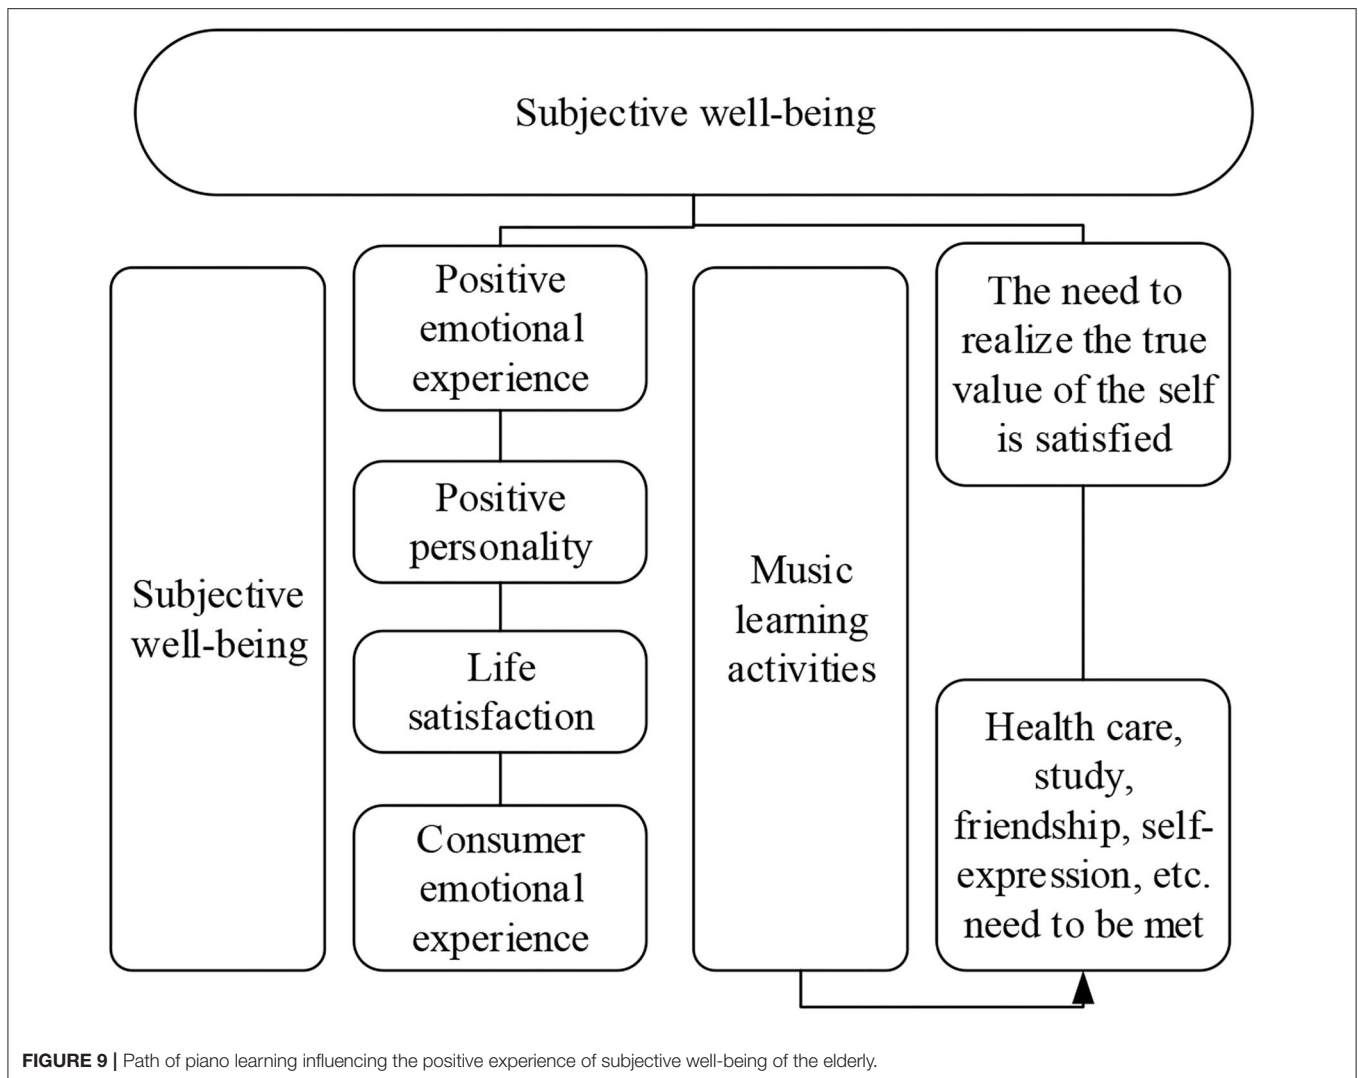 Subjective well-being
Subjective
well-being
Positive
emotional
experience
Positive
personality
Life
satisfaction
Consumer
emotional
experience
Music
learning
activities
The need to
realize the true
value of the self
is satisfied
Health care,
study,
friendship, self-
expression, etc.
need to be met
FIGURE 9 | Path of piano learning influencing the positive experience of subjective well-being of the elderly.